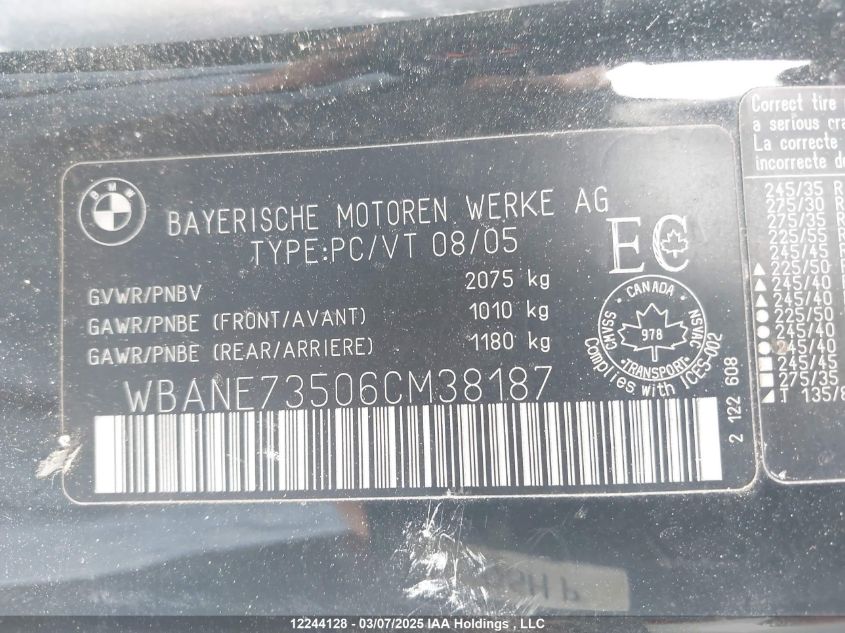 BMW
BAYERISCHE MOTOREN WERKE AG
TYPE:PC/VT 08/05
EC
GVWR/PNBV 2075 kg
GAWR/PNBE (FRONT/AVANT) 1010 kg
GAWR/PNBE (REAR/ARRIERE) 1180 kg
WBANE73506CM38187
CANADA
978
TRANSPORT
CMVSS
NSVAC
Complies with ICES-002
2 122 608
Correct tire
a serious cra
La correcte
incorrecte de
245/35 R
275/30 R
275/35 R
225/55 R
245/45 R
225/50
245/40
245/40
225/50
245/40
245/40
245/45
275/35
T 135/8
12244128 - 03/07/2025 IAA Holdings, LLC